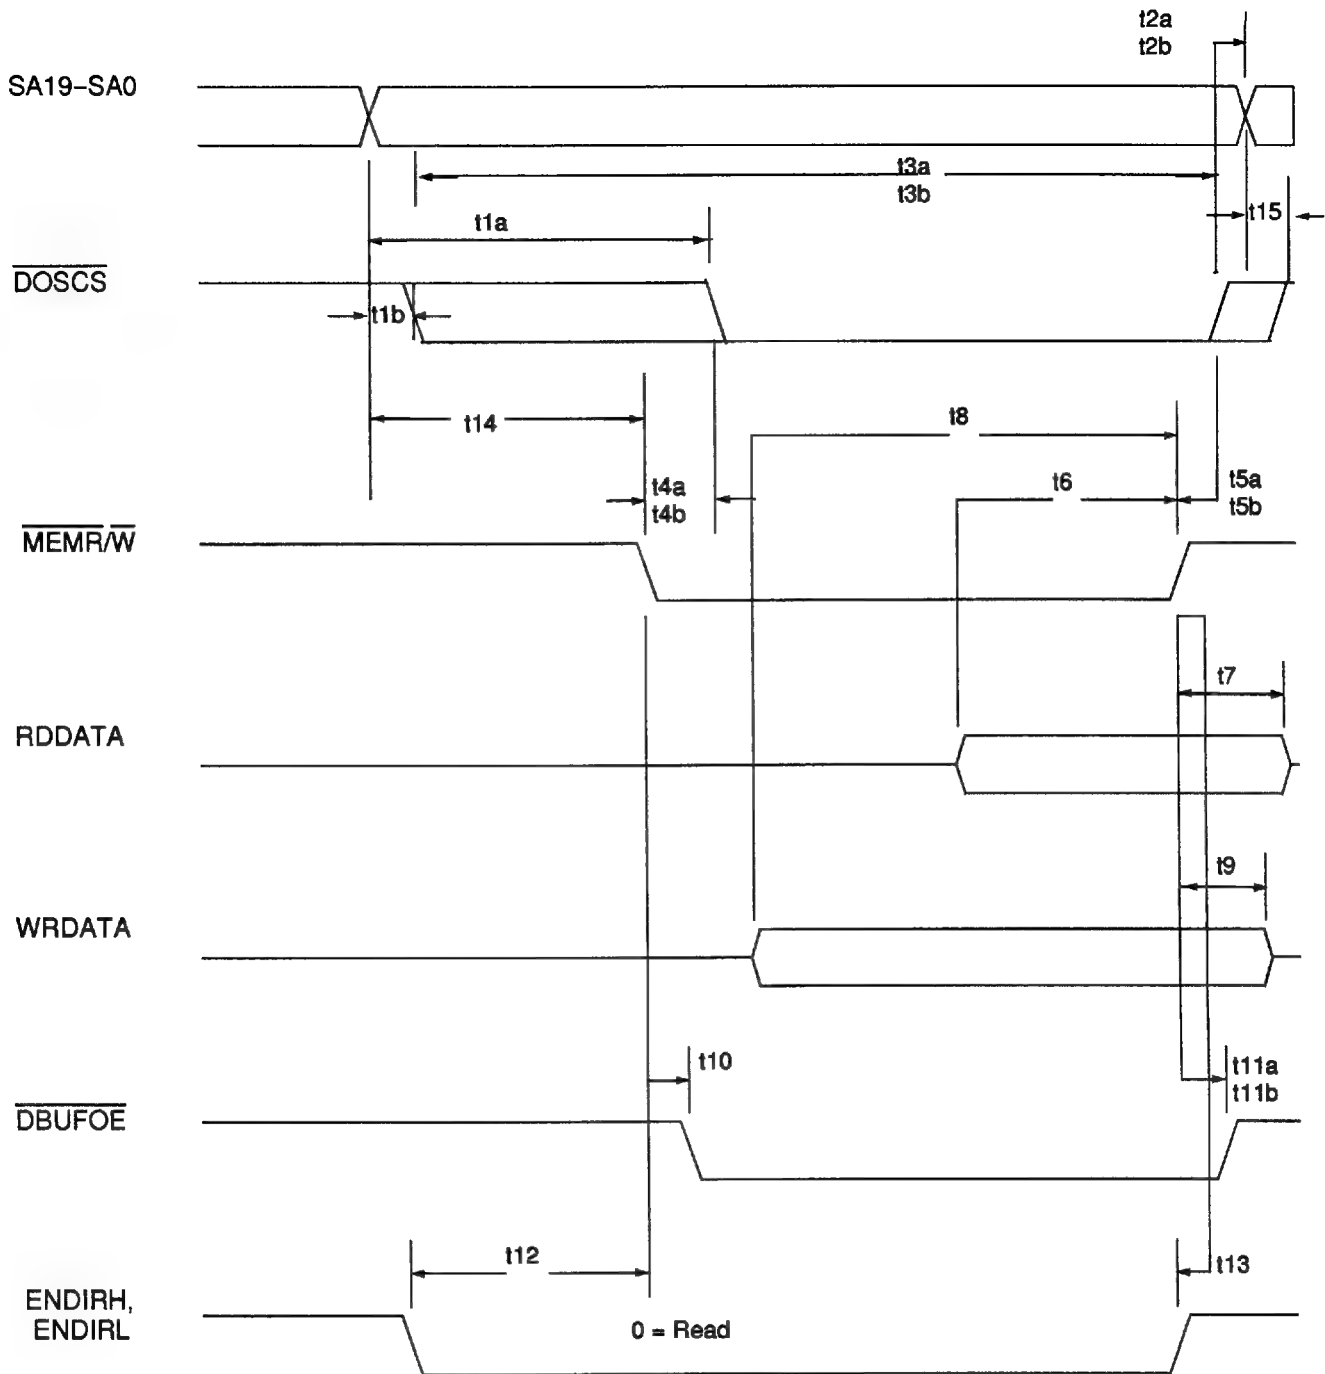 t2a
t2b
SA19–SA0
t3a
t3b
t15
t1a
DOSCS
t1b
t14
t8
t4a
t4b
t6
t5a
t5b
MEMR/W
t7
RDDATA
t9
WRDATA
t10
t11a
t11b
DBUFOE
t12
t13
ENDIRH,
ENDIRL
0 = Read